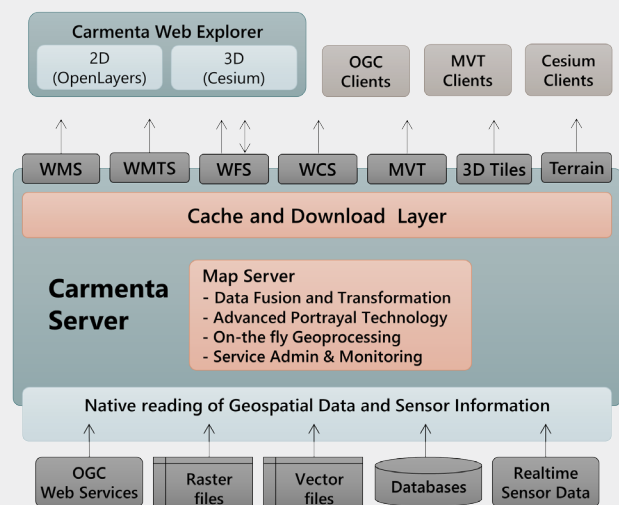 Carmenta Web Explorer
2D
(OpenLayers)
3D
(Cesium)
OGC
Clients
MVT
Clients
Cesium
Clients
WMS
WMTS
WFS
WCS
MVT
3D Tiles
Terrain
Cache and Download Layer
Carmenta
Server
Map Server
- Data Fusion and Transformation
- Advanced Portrayal Technology
- On-the fly Geoprocessing
- Service Admin & Monitoring
Native reading of Geospatial Data and Sensor Information
OGC
Web Services
Raster
files
Vector
files
Databases
Realtime
Sensor Data